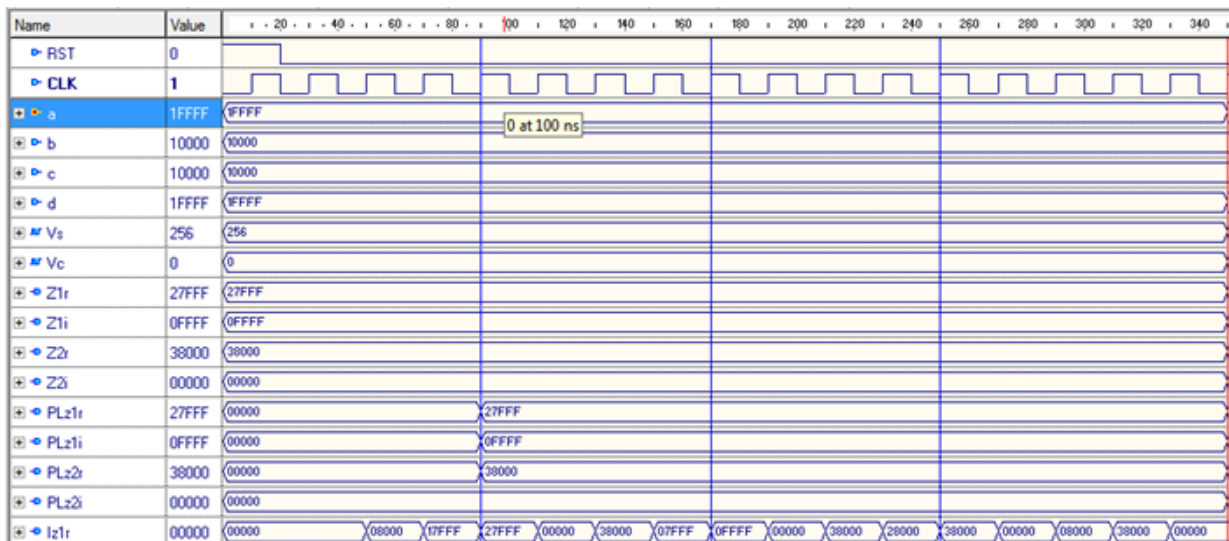 Name Value 20 40 60 80 100 120 140 160 180 200 220 240 260 280 300 320 340
RST 0
CLK 1
a 1FFFF 1FFFF
0 at 100 ns
b 10000 10000
c 10000 10000
d 1FFFF 1FFFF
Vs 256 256
Vc 0 0
Z1r 27FFF 27FFF
Z1i 0FFFF 0FFFF
Z2r 38000 38000
Z2i 00000 00000
PLz1r 27FFF 00000 27FFF
PLz1i 0FFFF 00000 0FFFF
PLz2r 38000 00000 38000
PLz2i 00000 00000
Iz1r 00000 00000 08000 17FFF 27FFF 00000 38000 07FFF 0FFFF 00000 38000 28000 38000 00000 08000 38000 00000